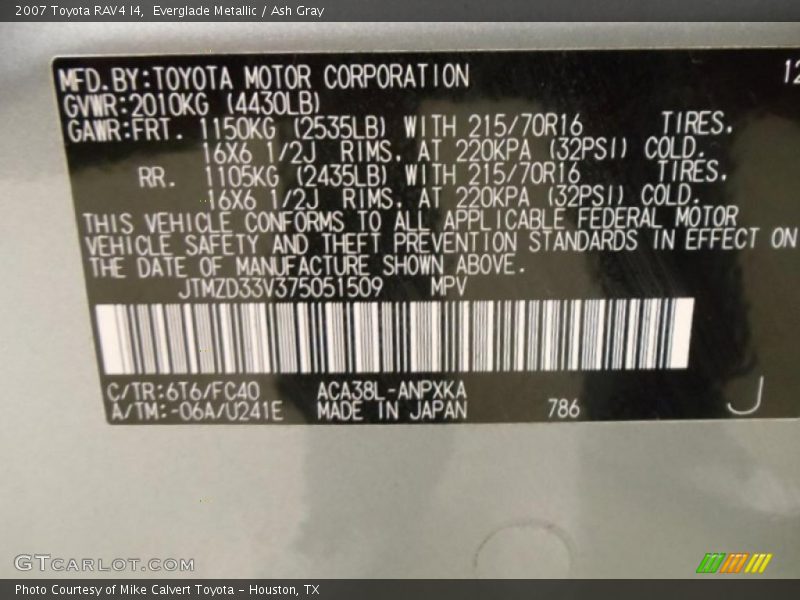 2007 Toyota RAV4 I4, Everglade Metallic / Ash Gray
MFD.BY:TOYOTA MOTOR CORPORATION 12
GVWR:2010KG (4430LB)
GAWR:FRT. 1150KG (2535LB) WITH 215/70R16 TIRES.
16X6 1/2J RIMS. AT 220KPA (32PSI) COLD.
RR. 1105KG (2435LB) WITH 215/70R16 TIRES.
16X6 1/2J RIMS. AT 220KPA (32PSI) COLD.
THIS VEHICLE CONFORMS TO ALL APPLICABLE FEDERAL MOTOR
VEHICLE SAFETY AND THEFT PREVENTION STANDARDS IN EFFECT ON
THE DATE OF MANUFACTURE SHOWN ABOVE.
JTMZD33V375051509 MPV
C/TR:6T6/FC40 ACA38L-ANPXKA
A/TM:-06A/U241E MADE IN JAPAN 786 J
GTCARLOT.COM
Photo Courtesy of Mike Calvert Toyota - Houston, TX